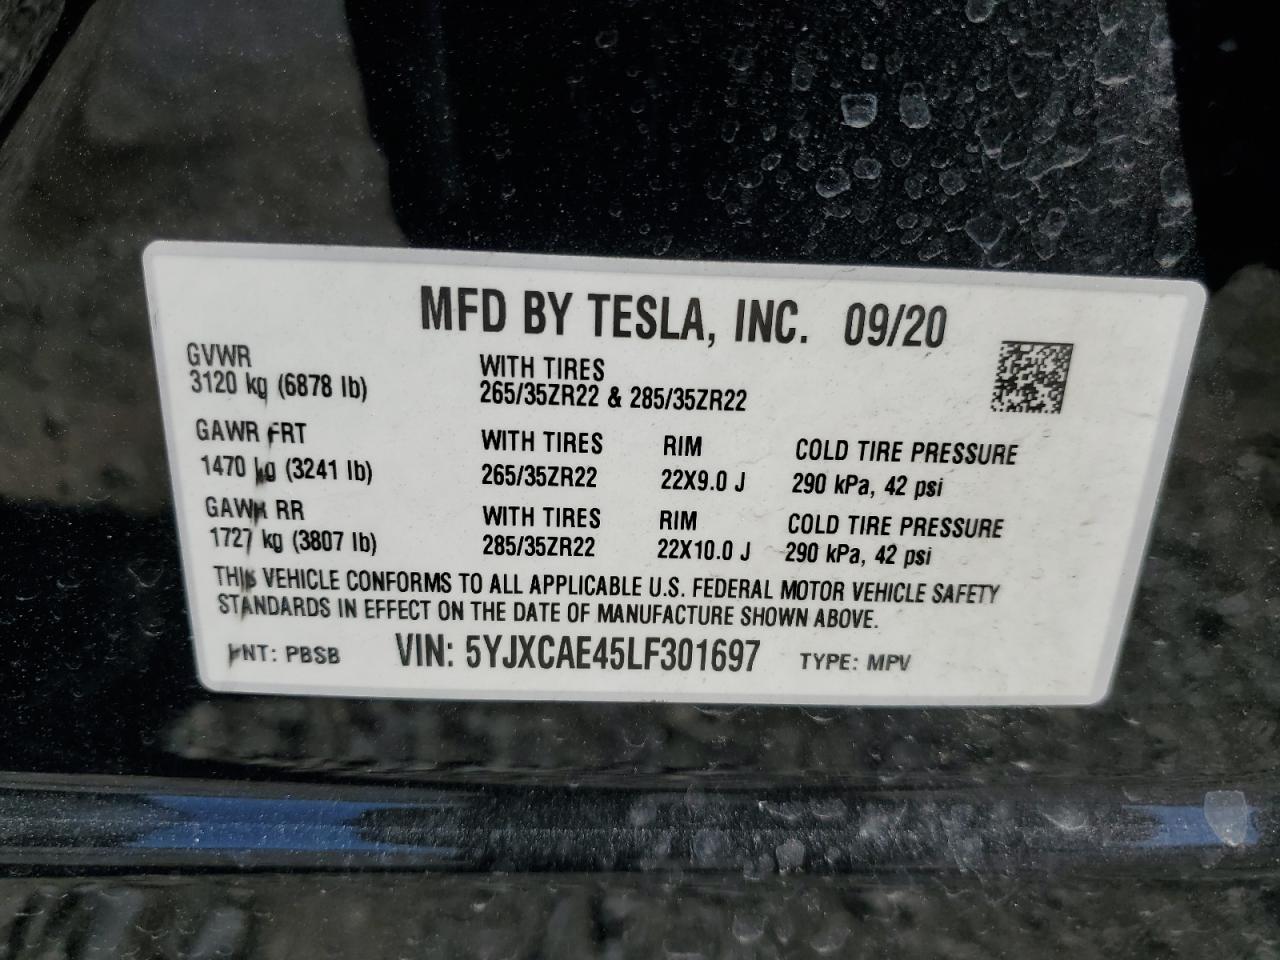 MFD BY TESLA, INC. 09/20
GVWR
3120 kg (6878 lb)
WITH TIRES
265/35ZR22 & 285/35ZR22
GAWR FRT WITH TIRES RIM COLD TIRE PRESSURE
1470 kg (3241 lb) 265/35ZR22 22X9.0 J 290 kPa, 42 psi
GAWR RR WITH TIRES RIM COLD TIRE PRESSURE
1727 kg (3807 lb) 285/35ZR22 22X10.0 J 290 kPa, 42 psi
THIS VEHICLE CONFORMS TO ALL APPLICABLE U.S. FEDERAL MOTOR VEHICLE SAFETY
STANDARDS IN EFFECT ON THE DATE OF MANUFACTURE SHOWN ABOVE.
PNT: PBSB VIN: 5YJXCAE45LF301697 TYPE: MPV